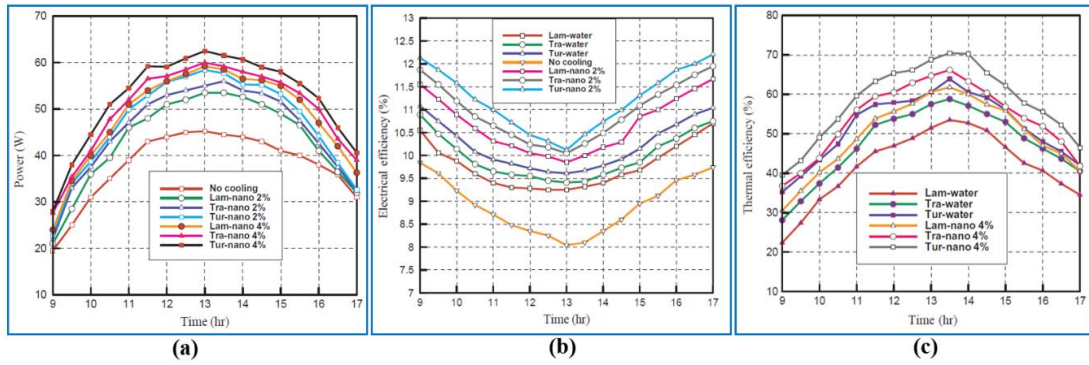 70
60
50
40
30
20
10
Power (W)
9 10 11 12 13 14 15 16 17
Time (hr)
No cooling
Lam-nano 2%
Tra-nano 2%
Tur-nano 2%
Lam-nano 4%
Tra-nano 4%
Tur-nano 4%
(a)
13
12.5
12
11.5
11
10.5
10
9.5
9
8.5
8
7.5
7
Electrical efficiency (%)
9 10 11 12 13 14 15 16 17
Time (hr)
Lam-water
Tra-water
Tur-water
No cooling
Lam-nano 2%
Tra-nano 2%
Tur-nano 2%
(b)
80
70
60
50
40
30
20
10
Thermal efficiency (%)
9 10 11 12 13 14 15 16 17
Time (hr)
Lam-water
Tra-water
Tur-water
Lam-nano 4%
Tra-nano 4%
Tur-nano 4%
(c)